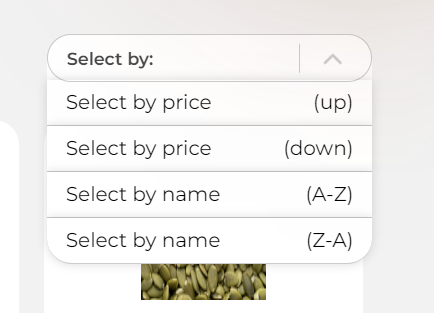 Select by:
Select by price (up)
Select by price (down)
Select by name (A-Z)
Select by name (Z-A)